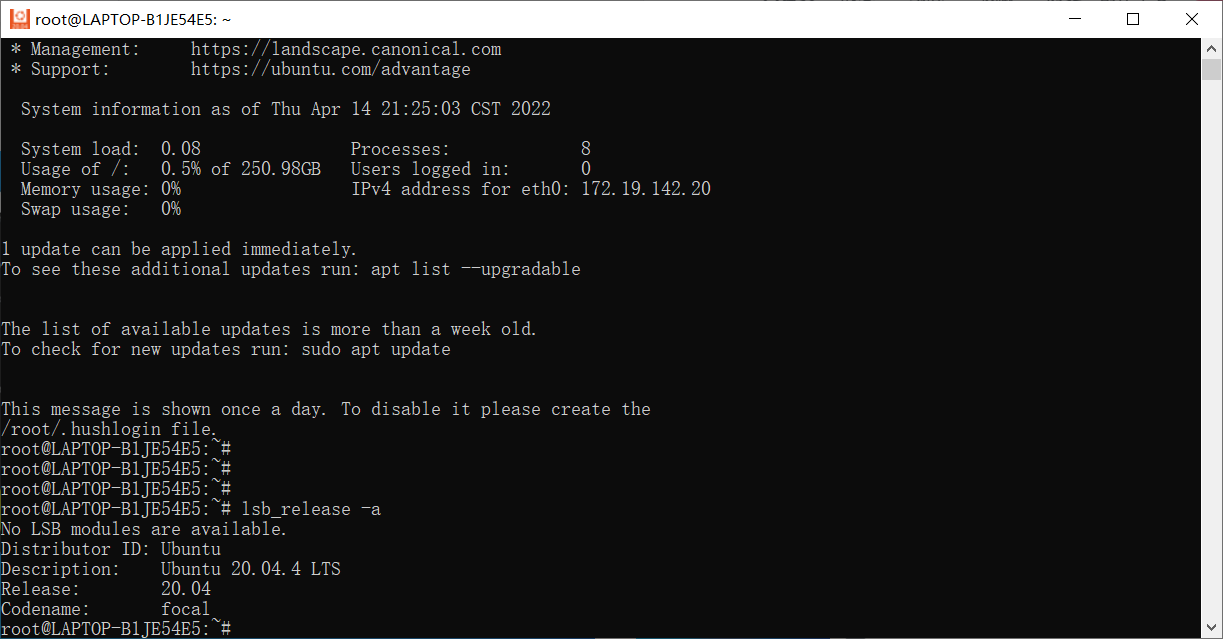 root@LAPTOP-B1JE54E5: ~
* Management:     https://landscape.canonical.com
* Support:        https://ubuntu.com/advantage
System information as of Thu Apr 14 21:25:03 CST 2022
System load:  0.08               Processes:             8
Usage of /:   0.5% of 250.98GB   Users logged in:       0
Memory usage: 0%                 IPv4 address for eth0: 172.19.142.20
Swap usage:   0%
1 update can be applied immediately.
To see these additional updates run: apt list --upgradable
The list of available updates is more than a week old.
To check for new updates run: sudo apt update
This message is shown once a day. To disable it please create the
/root/.hushlogin file.
root@LAPTOP-B1JE54E5:~#
root@LAPTOP-B1JE54E5:~#
root@LAPTOP-B1JE54E5:~#
root@LAPTOP-B1JE54E5:~# lsb_release -a
No LSB modules are available.
Distributor ID: Ubuntu
Description:    Ubuntu 20.04.4 LTS
Release:        20.04
Codename:       focal
root@LAPTOP-B1JE54E5:~#